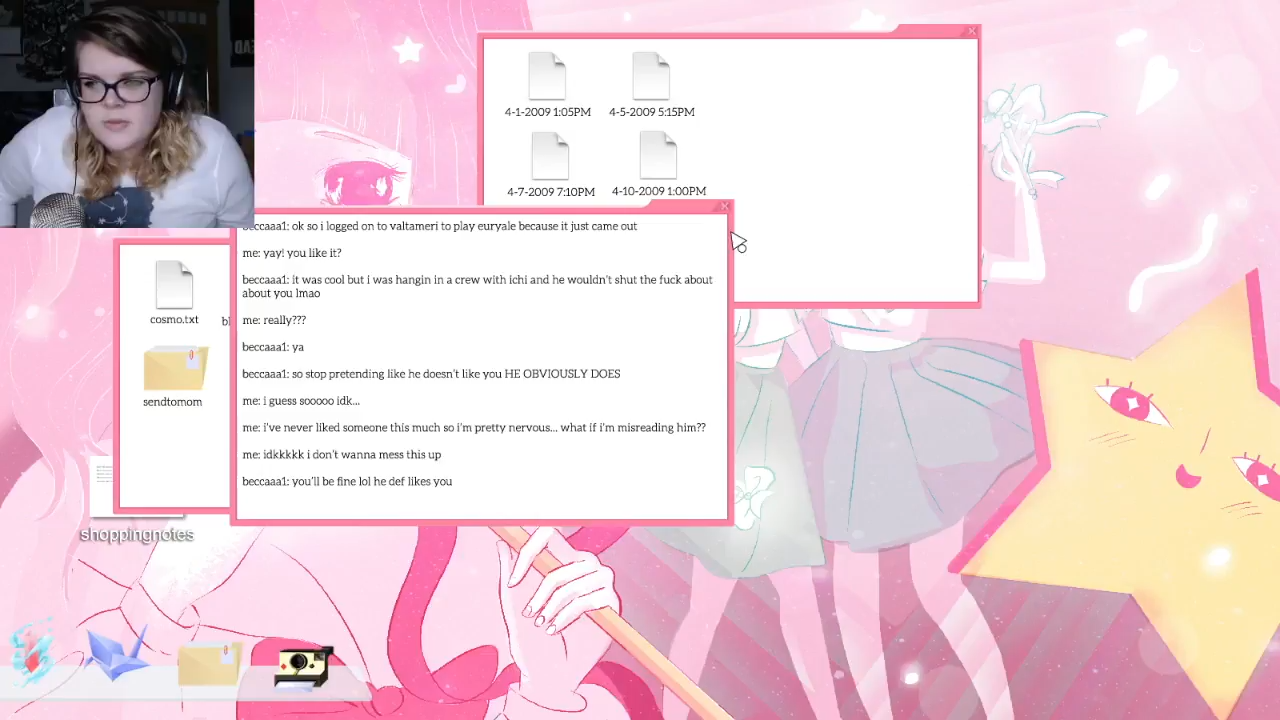 4-1-2009 1:05PM
4-5-2009 5:15PM
4-7-2009 7:10PM
4-10-2009 1:00PM
beccaaa1: ok so i logged on to valtameri to play euryale because it just came out
me: yay! you like it?
beccaaa1: it was cool but i was hangin in a crew with ichi and he wouldn't shut the fuck about
about you lmao
me: really???
beccaaa1: ya
beccaaa1: so stop pretending like he doesn't like you HE OBVIOUSLY DOES
me: i guess sooooo idk...
me: i've never liked someone this much so i'm pretty nervous... what if i'm misreading him??
me: idkkkkk i don't wanna mess this up
beccaaa1: you'll be fine lol he def likes you
cosmo.txt
bl
sendtomom
shoppingnotes